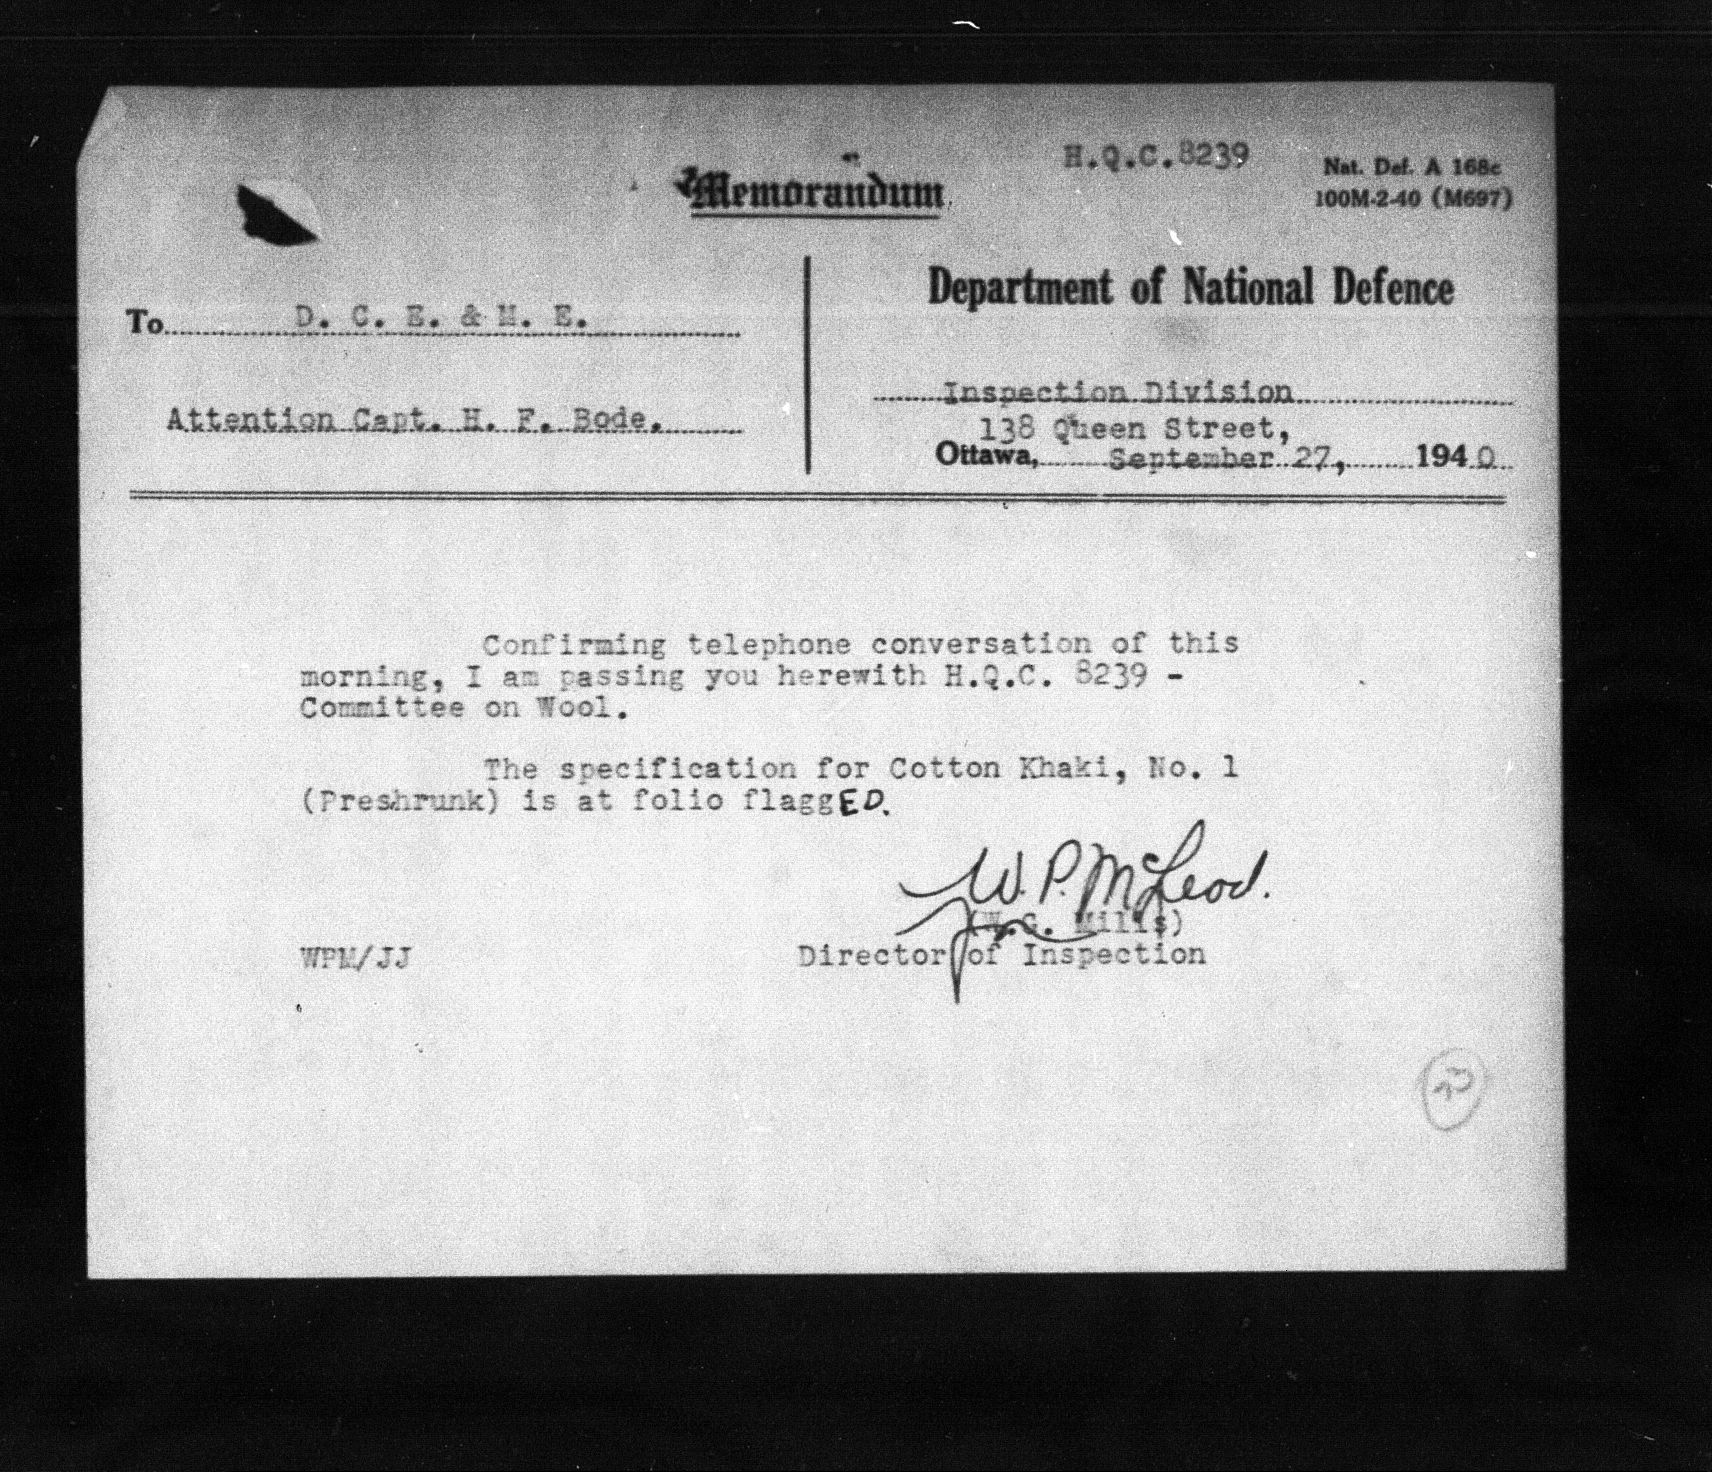 H.Q.C.8239
Nat. Def. A 168c
100M-2-40 (M697)
Memorandum
To D. C. E. & M. E.
Attention Capt. H. F. Bode.
Department of National Defence
Inspection Division
138 Queen Street,
Ottawa, September 27, 1940
Confirming telephone conversation of this
morning, I am passing you herewith H.Q.C. 8239 -
Committee on Wool.
The specification for Cotton Khaki, No. 1
(Preshrunk) is at folio flaggED.
W. P. McLeod.
for (W.G. Mills)
Director of Inspection
WPM/JJ